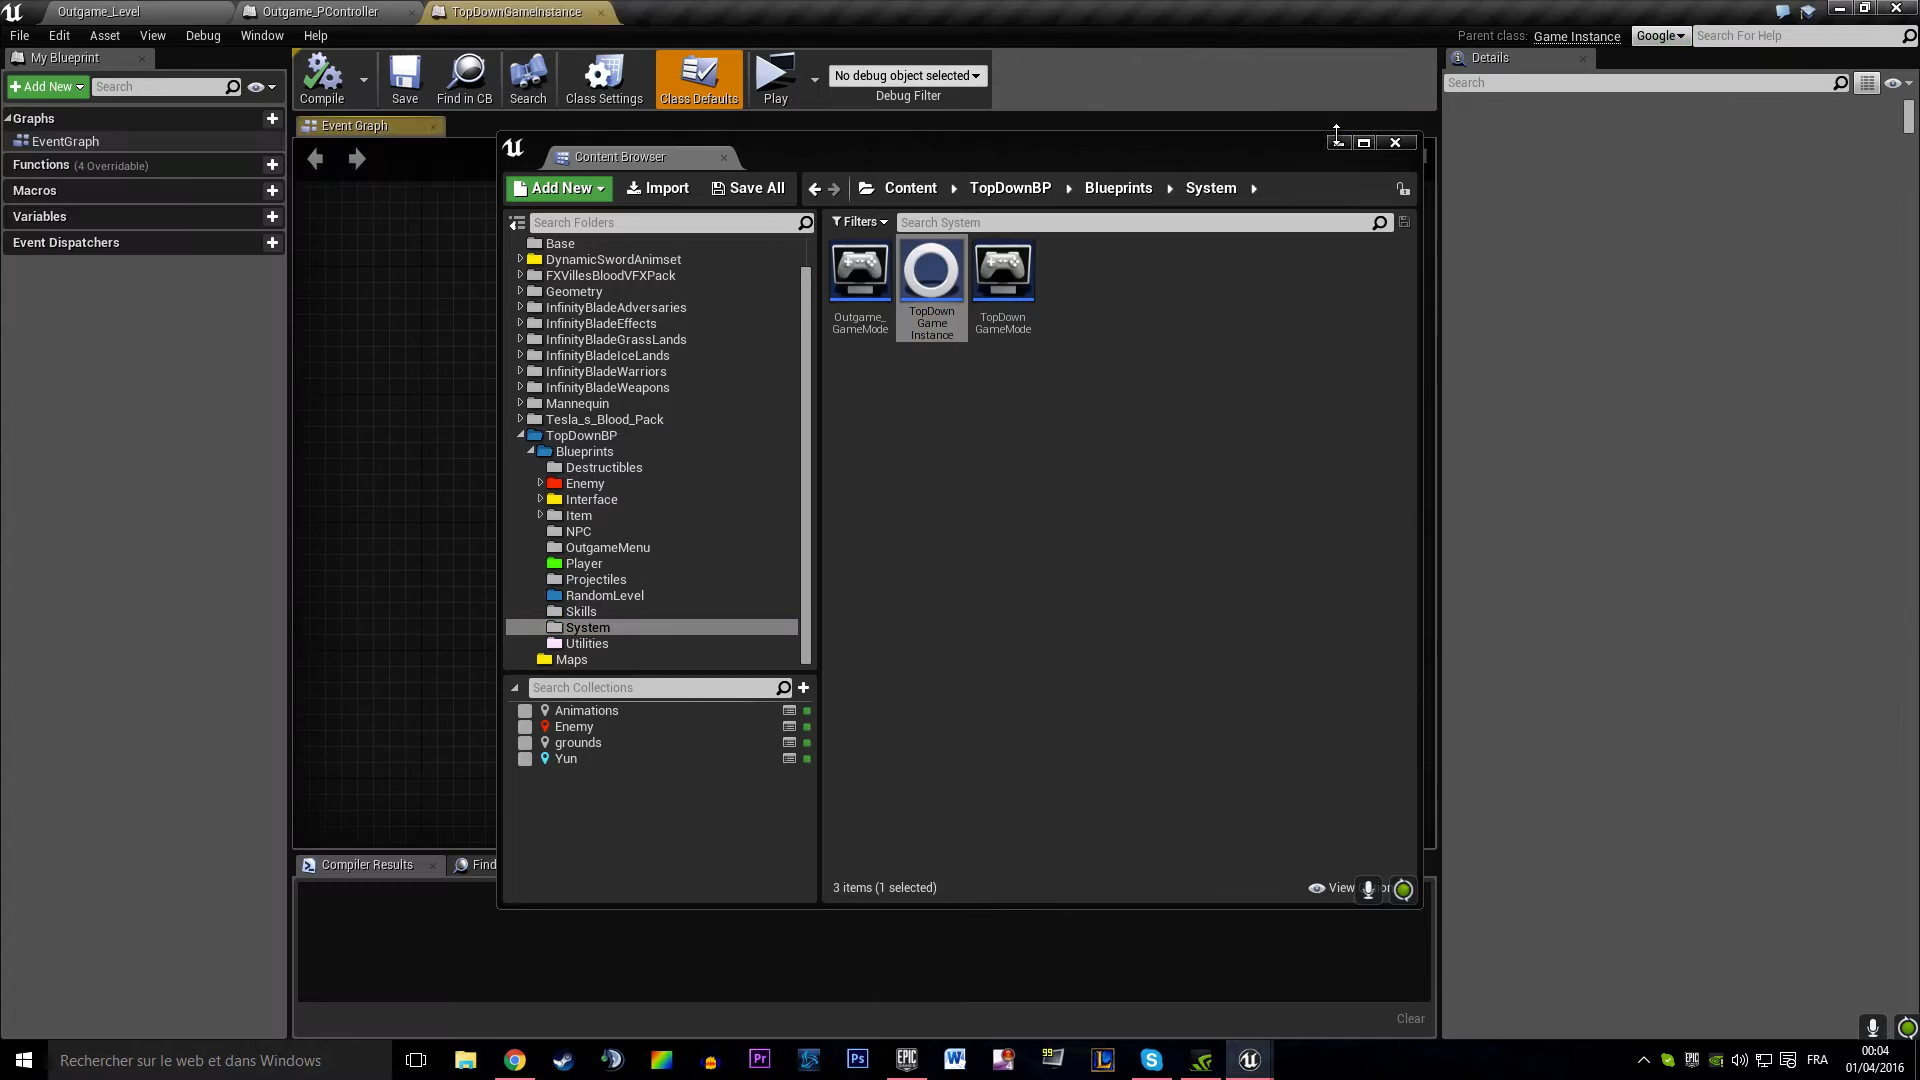 Outgame_Level
Outgame_PController
TopDownGameInstance
File Edit Asset View Debug Window Help
Parent class: Game Instance
Google
Search For Help
My Blueprint
Add New
Search
Graphs
EventGraph
Functions (4 Overridable)
Macros
Variables
Event Dispatchers
Compile
Save
Find in CB
Search
Class Settings
Class Defaults
Play
No debug object selected
Debug Filter
Details
Search
Event Graph
Content Browser
Add New
Import
Save All
Content
TopDownBP
Blueprints
System
Search Folders
Filters
Search System
Base
DynamicSwordAnimset
FXVillesBloodVFXPack
Geometry
InfinityBladeAdversaries
InfinityBladeEffects
InfinityBladeGrassLands
InfinityBladeIceLands
InfinityBladeWarriors
InfinityBladeWeapons
Mannequin
Tesla_s_Blood_Pack
TopDownBP
Blueprints
Destructibles
Enemy
Interface
Item
NPC
OutgameMenu
Player
Projectiles
RandomLevel
Skills
System
Utilities
Maps
Outgame_
GameMode
TopDown
Game
Instance
TopDown
GameMode
Search Collections
Animations
Enemy
grounds
Yun
3 items (1 selected)
View
Compiler Results
Find
Clear
Rechercher sur le web et dans Windows
Pr
Ps
EPIC
W
99
L
S
FRA
00:04
01/04/2016